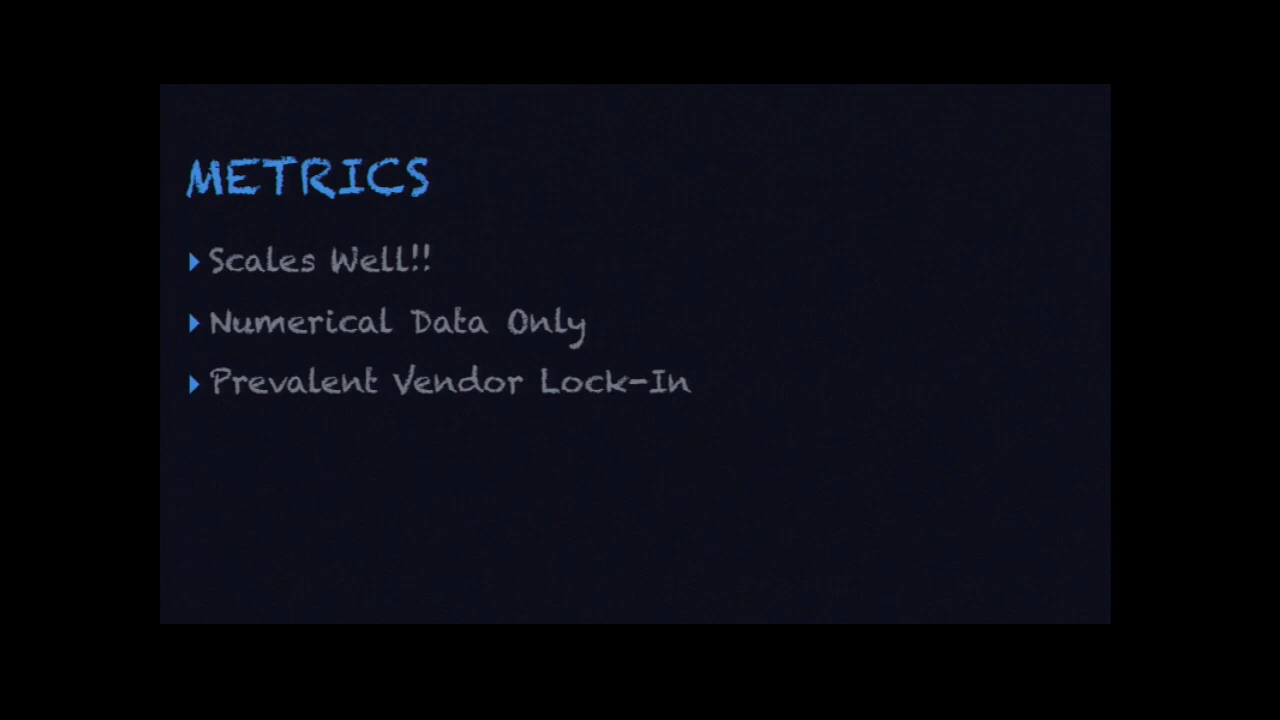 METRICS
Scales Well!!
Numerical Data Only
Prevalent Vendor Lock-In